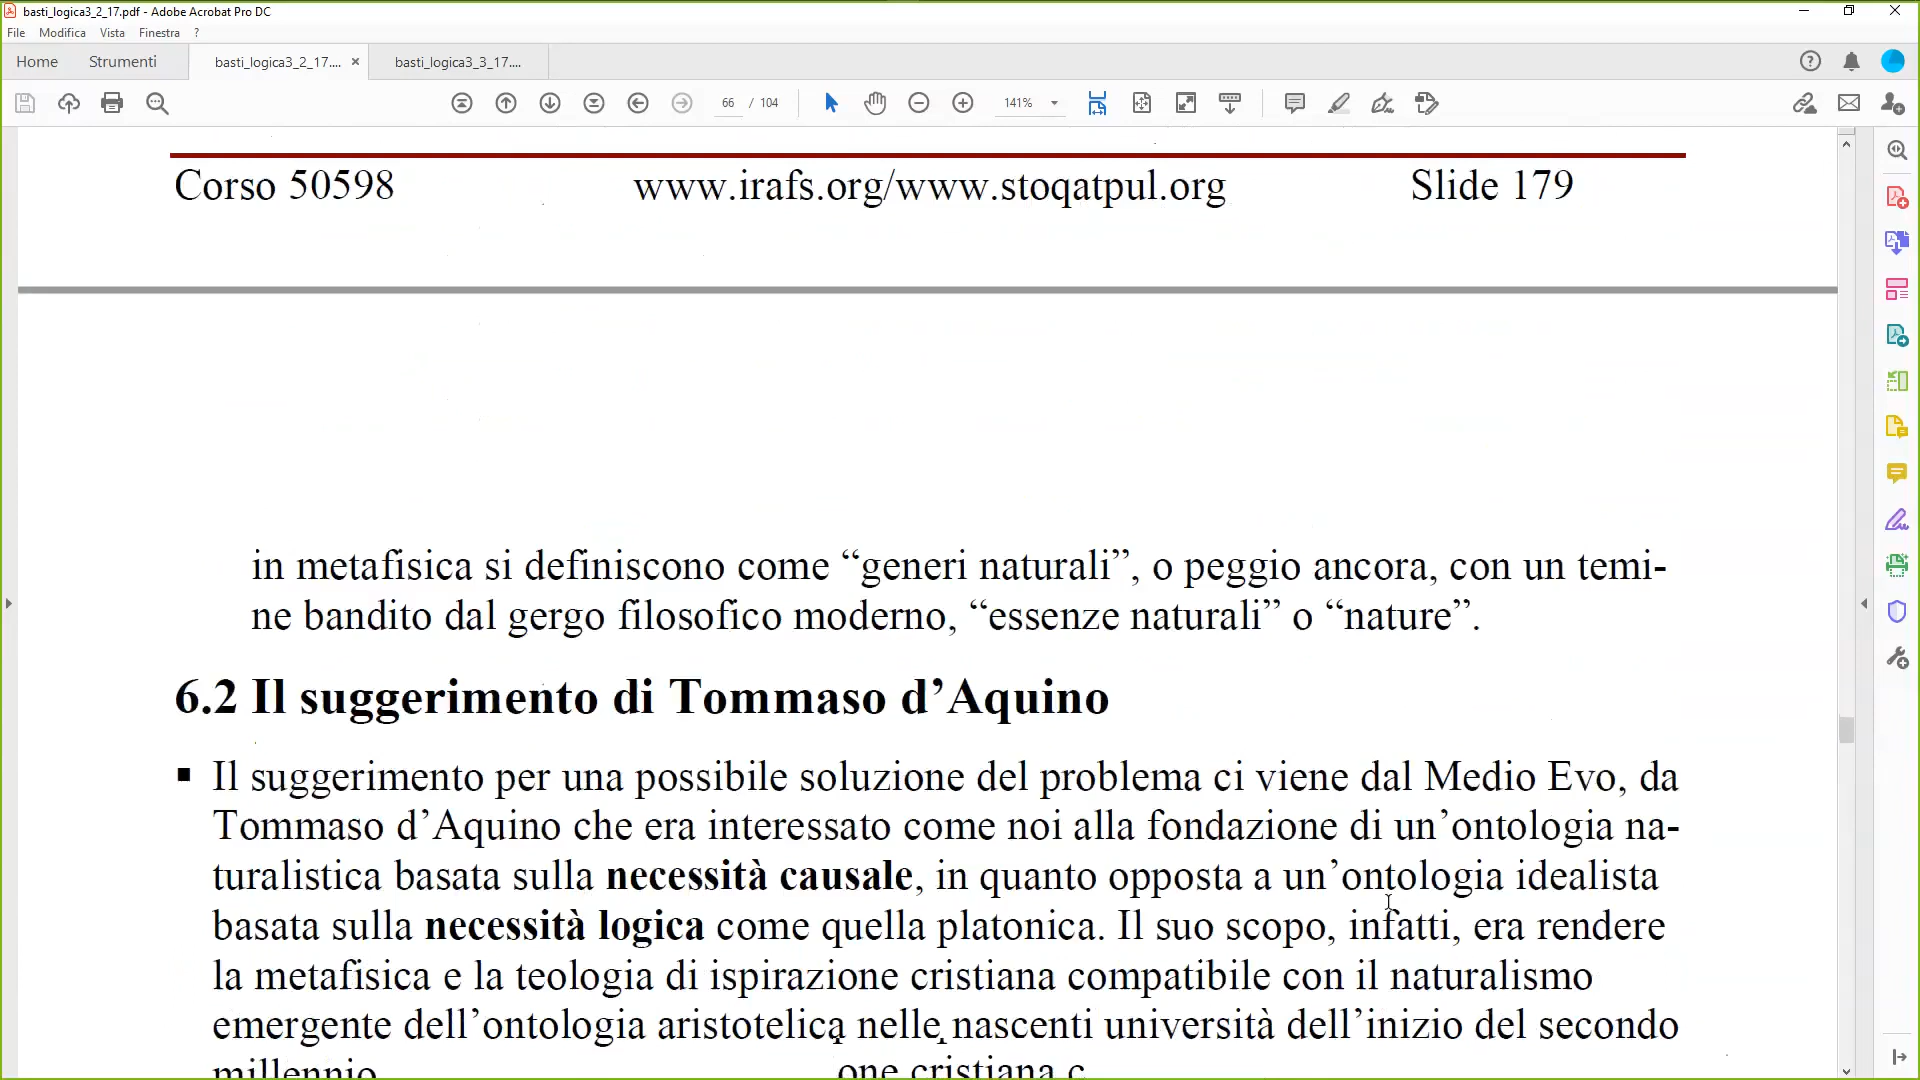 basti_logica3_2_17.pdf - Adobe Acrobat Pro DC
File Modifica Vista Finestra ?
Home Strumenti basti_logica3_2_17.... × basti_logica3_3_17....
66 / 104 141%
Corso 50598 www.irafs.org/www.stoqatpul.org Slide 179
in metafisica si definiscono come “generi naturali”, o peggio ancora, con un temi-
ne bandito dal gergo filosofico moderno, “essenze naturali” o “nature”.
6.2 Il suggerimento di Tommaso d’Aquino
▪ Il suggerimento per una possibile soluzione del problema ci viene dal Medio Evo, da
Tommaso d’Aquino che era interessato come noi alla fondazione di un’ontologia na-
turalistica basata sulla necessità causale, in quanto opposta a un’ontologia idealista
basata sulla necessità logica come quella platonica. Il suo scopo, infatti, era rendere
la metafisica e la teologia di ispirazione cristiana compatibile con il naturalismo
emergente dell’ontologia aristotelica nelle nascenti università dell’inizio del secondo
millennio. one cristiana c